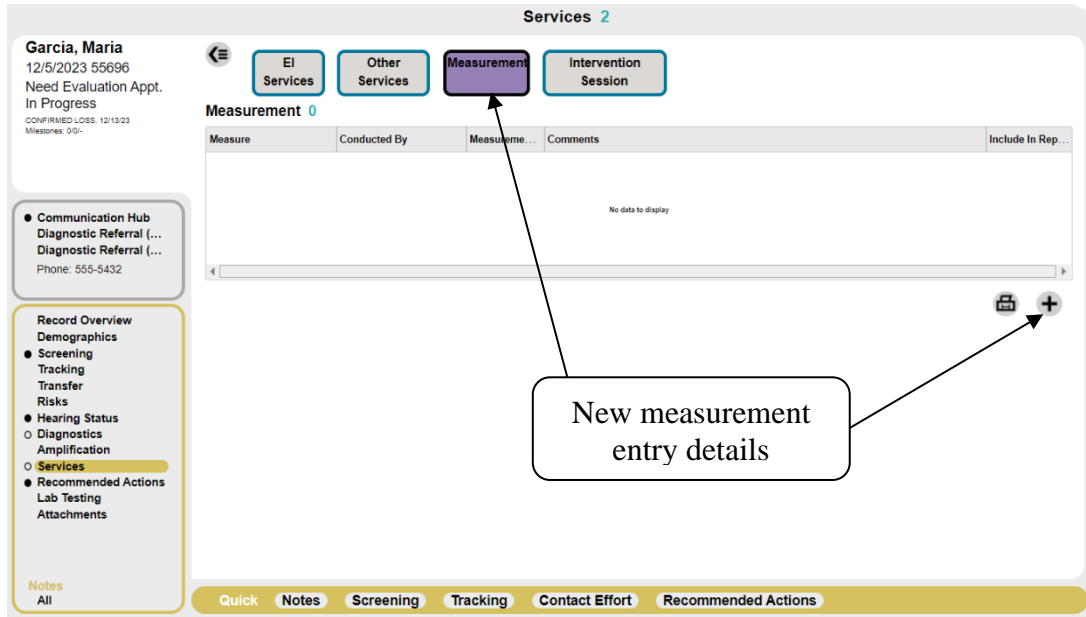 Services 2
Garcia, Maria
12/5/2023 55696
Need Evaluation Appt.
In Progress
CONFIRMED LOSS. 12/13/23
Milestones: 0/0/-
EI
Services
Other
Services
Measurement
Intervention
Session
Measurement 0
Measure Conducted By Measureme... Comments Include In Rep...
No data to display
Communication Hub
Diagnostic Referral (...
Diagnostic Referral (...
Phone: 555-5432
Record Overview
Demographics
Screening
Tracking
Transfer
Risks
Hearing Status
Diagnostics
Amplification
Services
Recommended Actions
Lab Testing
Attachments
Notes
All
New measurement
entry details
Quick Notes Screening Tracking Contact Effort Recommended Actions